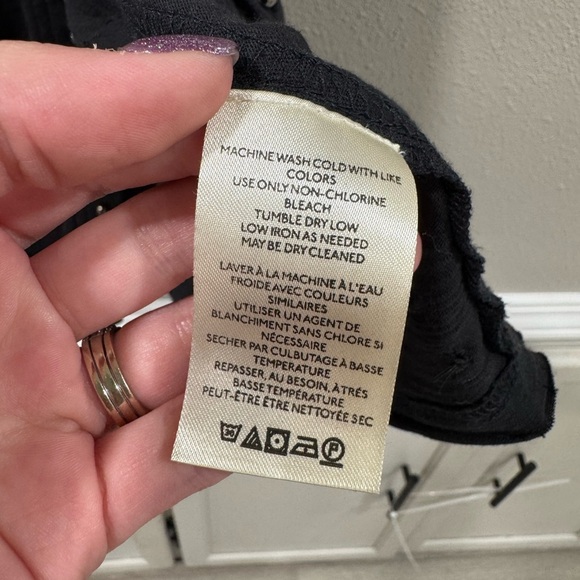 MACHINE WASH COLD WITH LIKE
COLORS
USE ONLY NON-CHLORINE
BLEACH
TUMBLE DRY LOW
LOW IRON AS NEEDED
MAY BE DRY CLEANED
LAVER À LA MACHINE À L'EAU
FROIDE AVEC COULEURS
SIMILAIRES
UTILISER UN AGENT DE
BLANCHIMENT SANS CHLORE SI
NÉCESSAIRE
SECHER PAR CULBUTAGE À BASSE
TEMPERATURE
REPASSER, AU BESOIN, À TRÉS
BASSE TEMPÉRATURE
PEUT-ÊTRE ÊTRE NETTOYÉE SEC
P